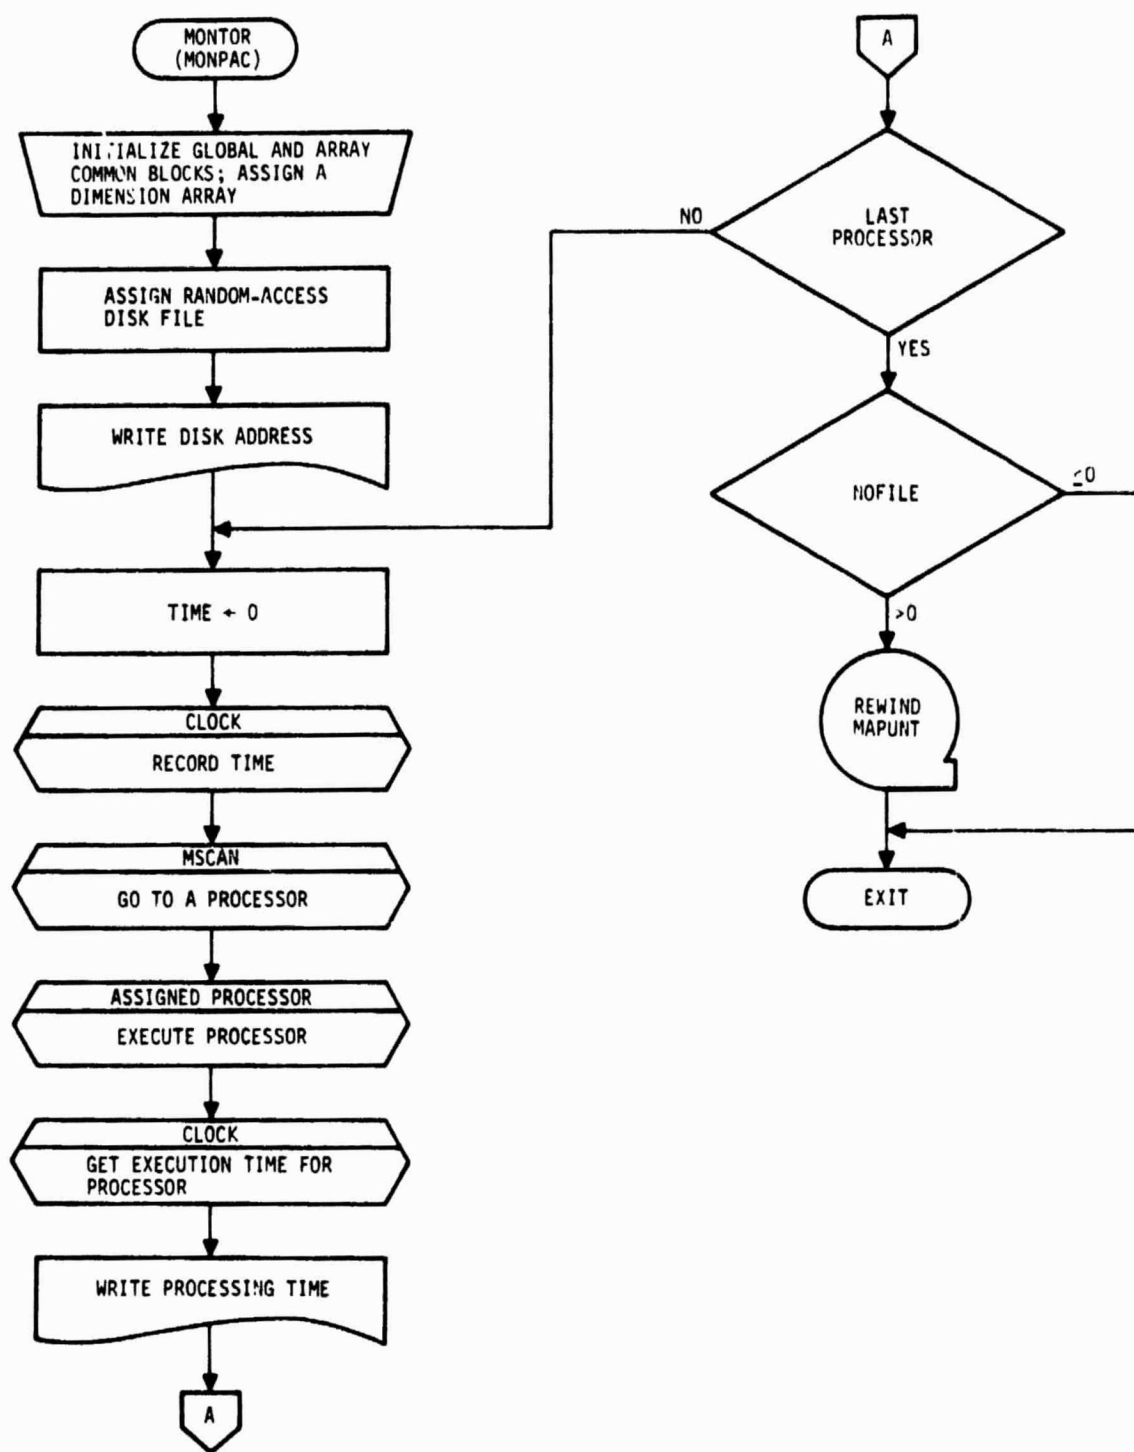 MONTOR
(MONPAC)
INITIALIZE GLOBAL AND ARRAY
COMMON BLOCKS; ASSIGN A
DIMENSION ARRAY
ASSIGN RANDOM-ACCESS
DISK FILE
WRITE DISK ADDRESS
TIME ← 0
CLOCK
RECORD TIME
MSCAN
GO TO A PROCESSOR
ASSIGNED PROCESSOR
EXECUTE PROCESSOR
CLOCK
GET EXECUTION TIME FOR
PROCESSOR
WRITE PROCESSING TIME
A
A
LAST
PROCESSOR
NO
YES
NOFILE
≤0
>0
REWIND
MAPUNT
EXIT